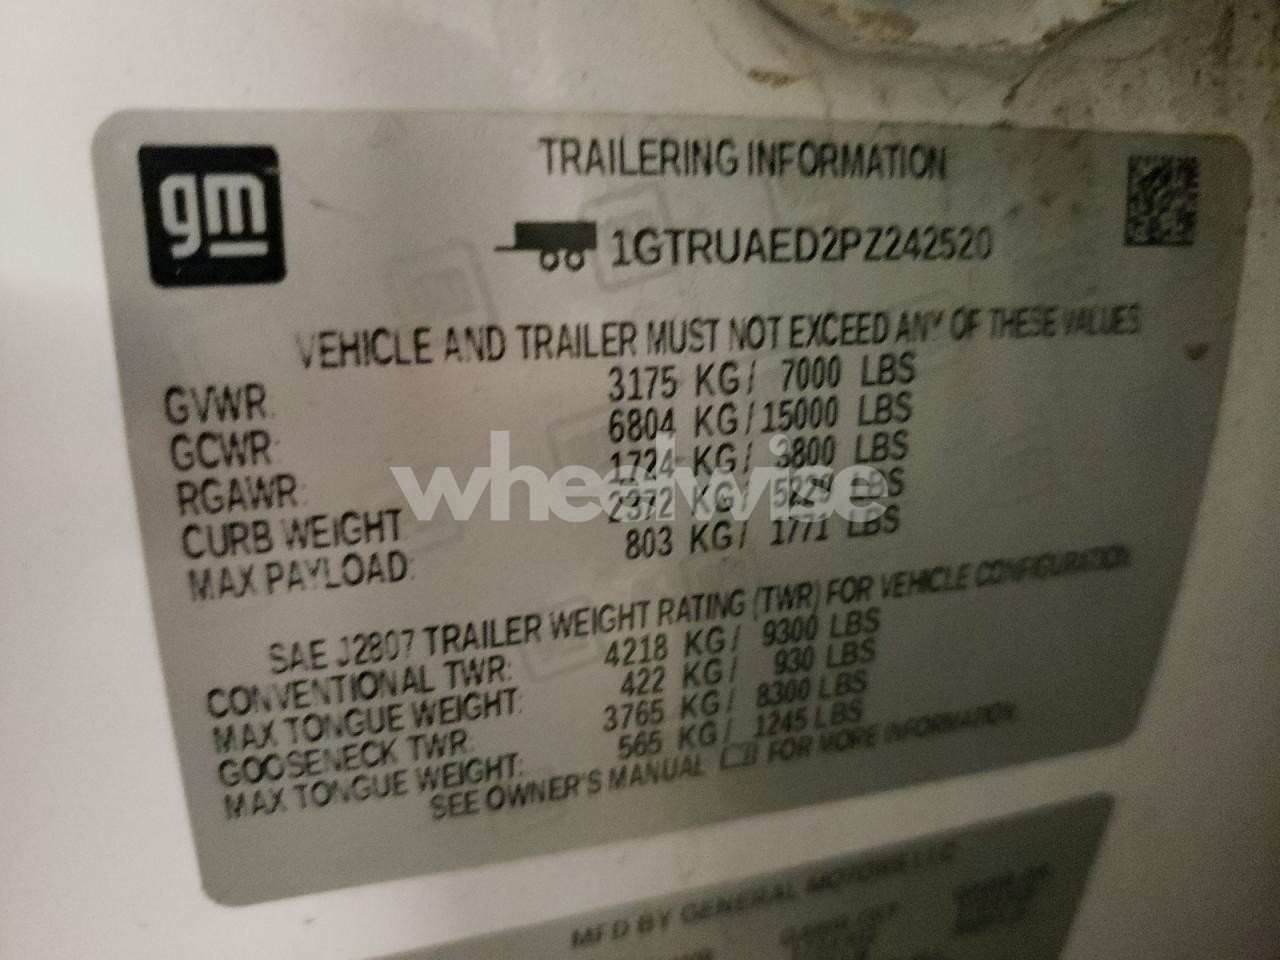 gm
TRAILERING INFORMATION
1GTRUAED2PZ242520
VEHICLE AND TRAILER MUST NOT EXCEED ANY OF THESE VALUES
GVWR: 3175 KG / 7000 LBS
GCWR: 6804 KG / 15000 LBS
RGAWR: 1724 KG / 3800 LBS
CURB WEIGHT 2372 KG / 5229 LBS
MAX PAYLOAD: 803 KG / 1771 LBS
wheelwise
SAE J2807 TRAILER WEIGHT RATING (TWR) FOR VEHICLE CONFIGURATION
CONVENTIONAL TWR: 4218 KG / 9300 LBS
MAX TONGUE WEIGHT: 422 KG / 930 LBS
GOOSENECK TWR: 3765 KG / 8300 LBS
MAX TONGUE WEIGHT: 565 KG / 1245 LBS
SEE OWNER'S MANUAL FOR MORE INFORMATION
MFD BY GENERAL MOTORS LLC